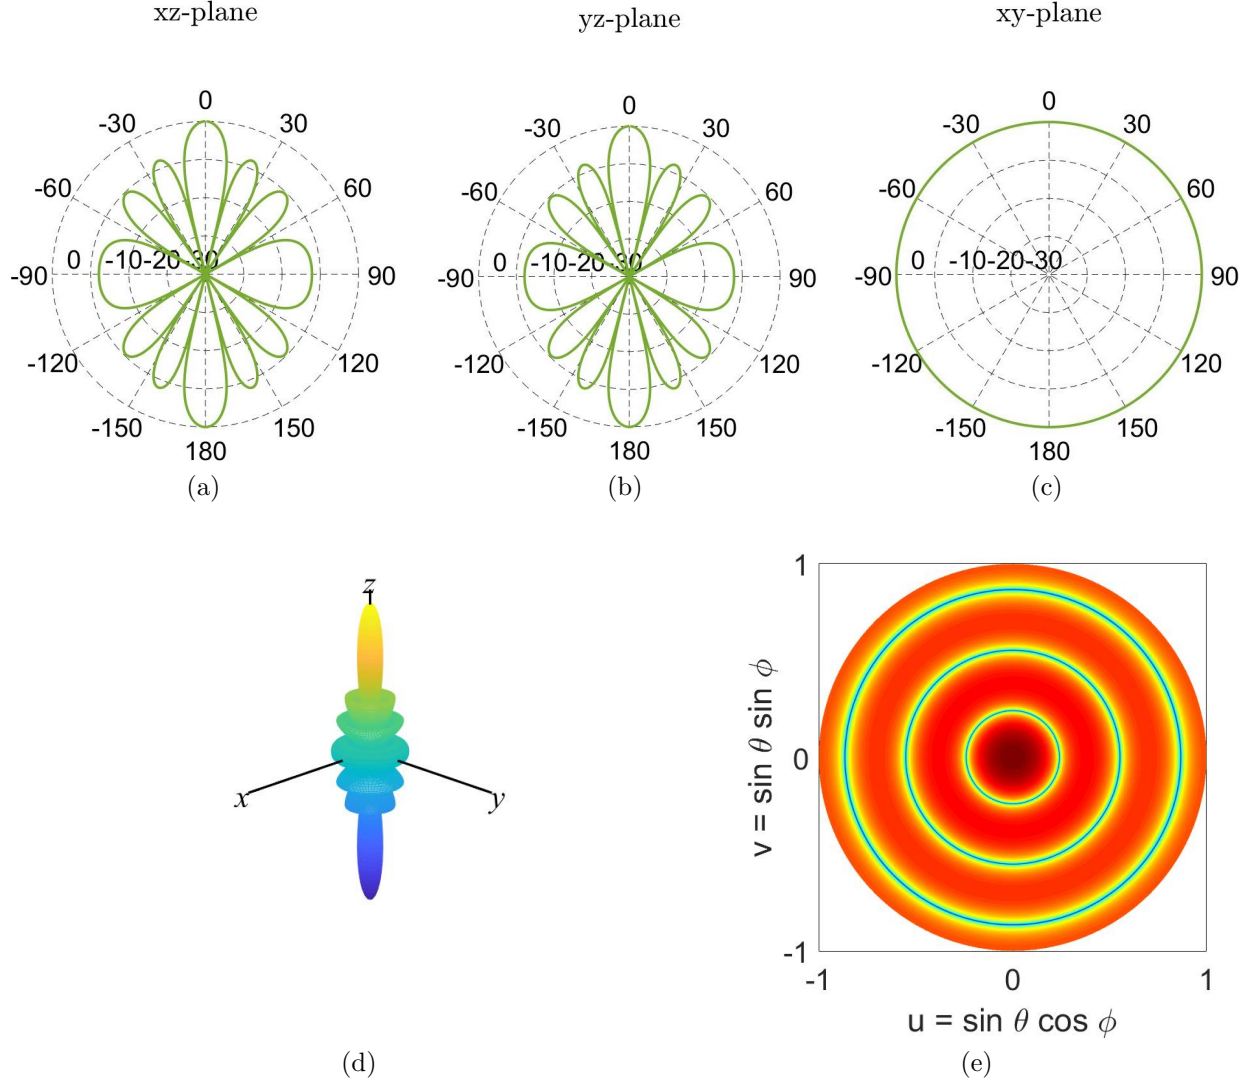 xz-plane
yz-plane
xy-plane
0
-30 30
-60 60
0 -10 -20 -30
-90 90
-120 120
-150 150
180
0
-30 30
-60 60
0 -10 -20 -30
-90 90
-120 120
-150 150
180
0
-30 30
-60 60
0 -10 -20 -30
-90 90
-120 120
-150 150
180
(a)
(b)
(c)
z
x
y
(d)
1
0
-1
-1 0 1
v = sin θ sin ϕ
u = sin θ cos ϕ
(e)